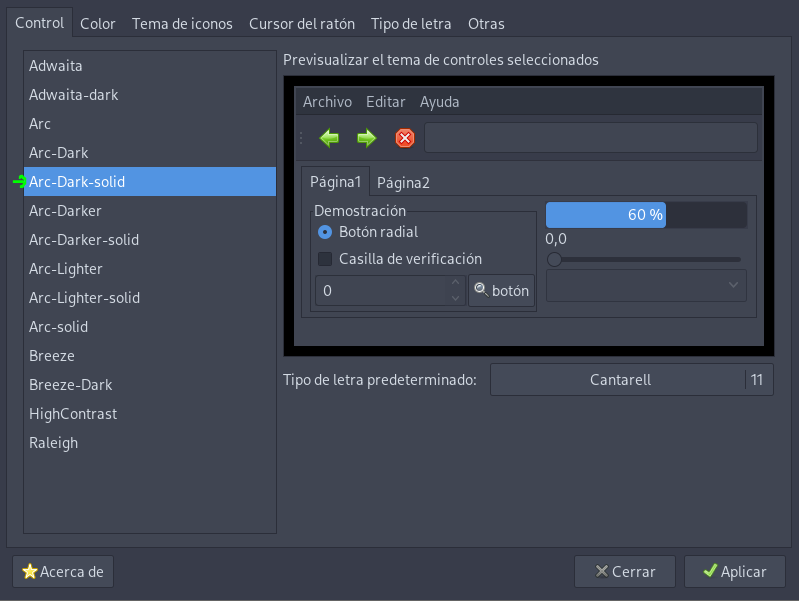 Control Color Tema de iconos Cursor del ratón Tipo de letra Otras
Adwaita
Adwaita-dark
Arc
Arc-Dark
Arc-Dark-solid
Arc-Darker
Arc-Darker-solid
Arc-Lighter
Arc-Lighter-solid
Arc-solid
Breeze
Breeze-Dark
HighContrast
Raleigh
Previsualizar el tema de controles seleccionados
Archivo Editar Ayuda
Página1 Página2
Demostración
Botón radial
Casilla de verificación
0
botón
60 %
0,0
Tipo de letra predeterminado: Cantarell 11
Acerca de Cerrar Aplicar